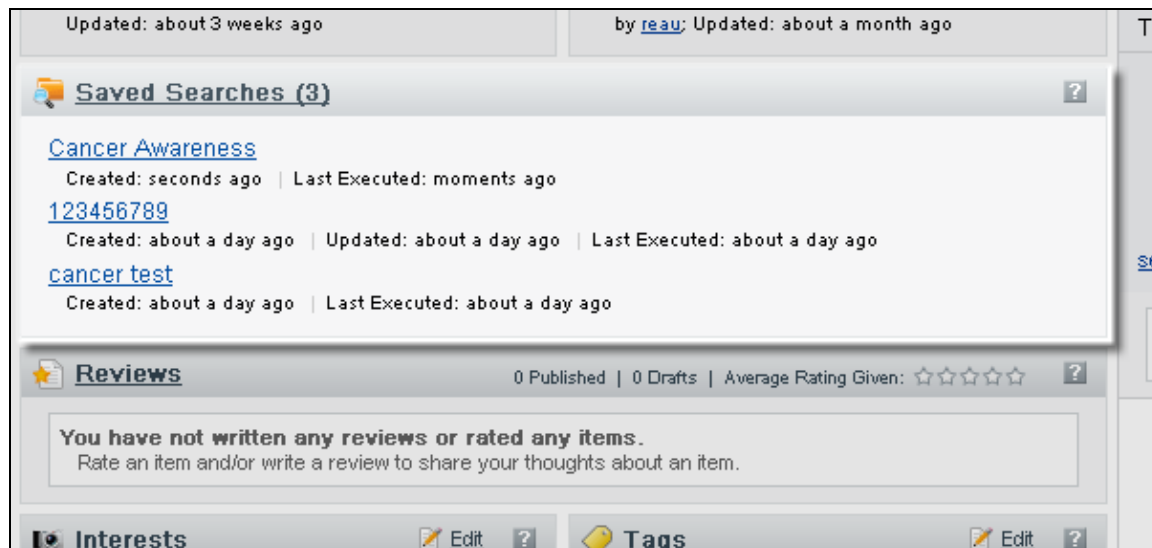 Updated: about 3 weeks ago
by reau; Updated: about a month ago
T
Saved Searches (3)
?
Cancer Awareness
Created: seconds ago | Last Executed: moments ago
123456789
Created: about a day ago | Updated: about a day ago | Last Executed: about a day ago
cancer test
Created: about a day ago | Last Executed: about a day ago
se
Reviews
0 Published | 0 Drafts | Average Rating Given:
?
You have not written any reviews or rated any items.
Rate an item and/or write a review to share your thoughts about an item.
Interests
Edit
?
Tags
Edit
?